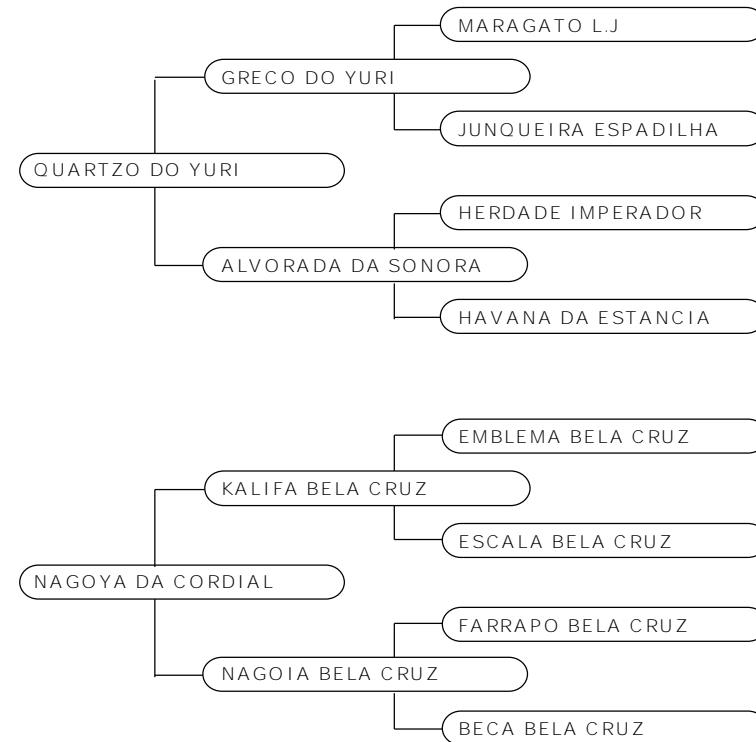 MARAGATO L.J
GRECO DO YURI
JUNQUEIRA ESPADILHA
QUARTZO DO YURI
HERDADE IMPERADOR
ALVORADA DA SONORA
HAVANA DA ESTANCIA
EMBLEMA BELA CRUZ
KALIFA BELA CRUZ
ESCALA BELA CRUZ
NAGOYA DA CORDIAL
FARRAPO BELA CRUZ
NAGOIA BELA CRUZ
BECA BELA CRUZ